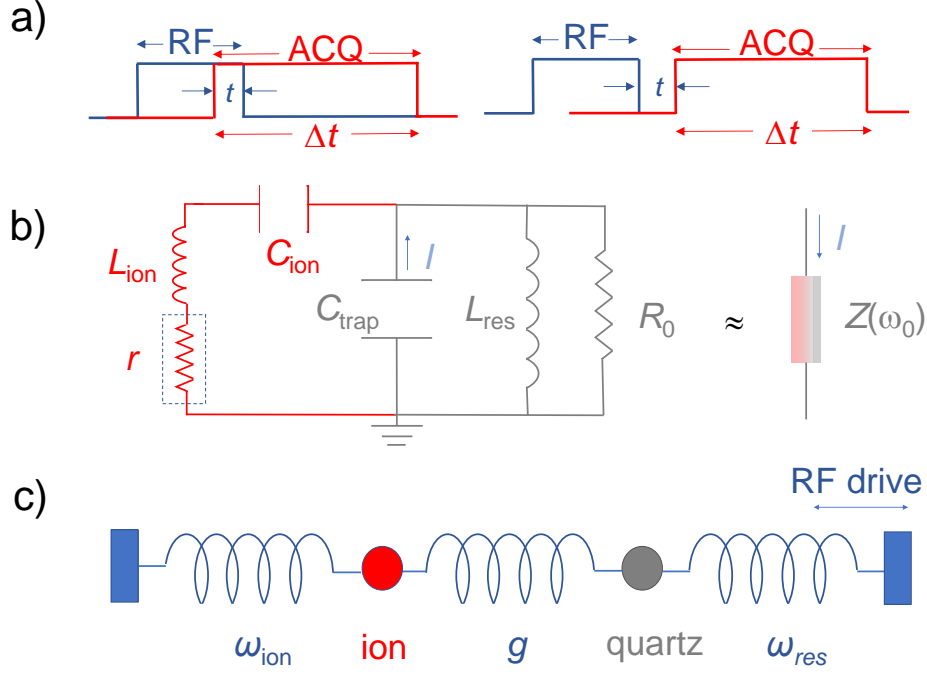 a)
RF ACQ RF ACQ
t t
Δt Δt
b)
I I
C_ion
L_ion
C_trap L_res R_0 ≈ Z(ω_0)
r
c)
RF drive
ω_ion ion g quartz ω_res